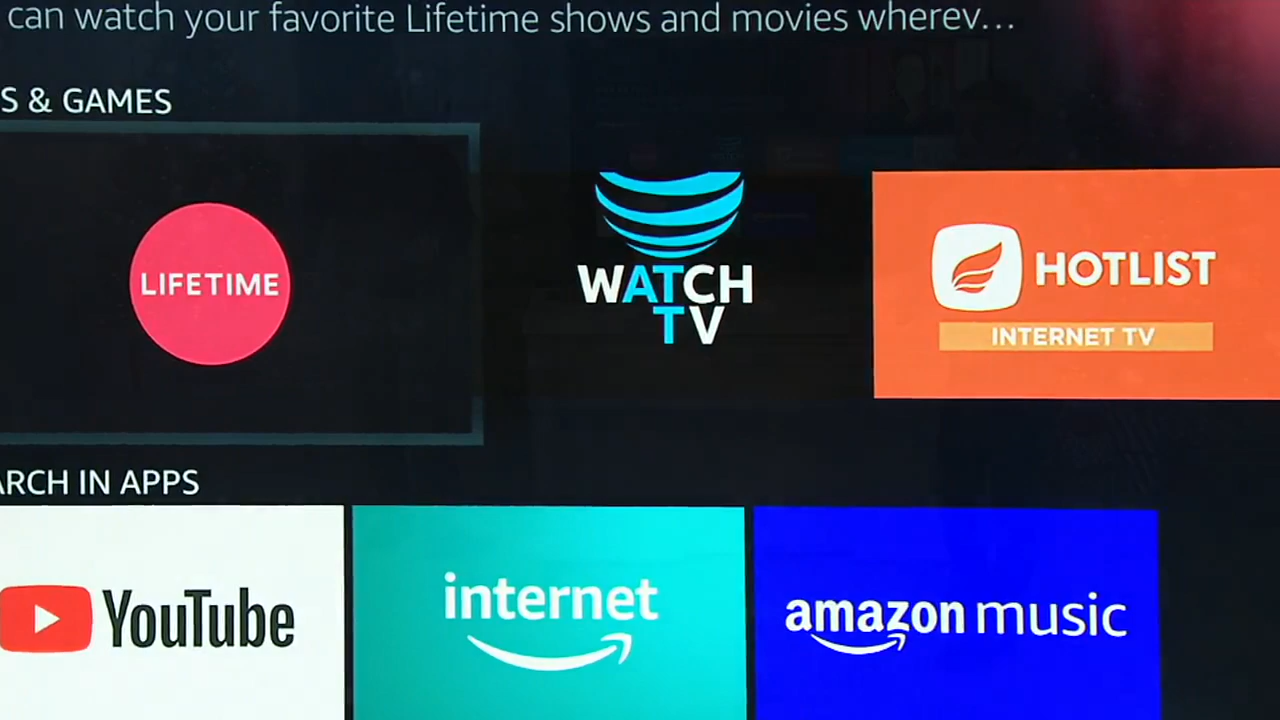 can watch your favorite Lifetime shows and movies wherev...
S & GAMES
LIFETIME
WATCH
TV
HOTLIST
INTERNET TV
ARCH IN APPS
YouTube
internet
amazon music